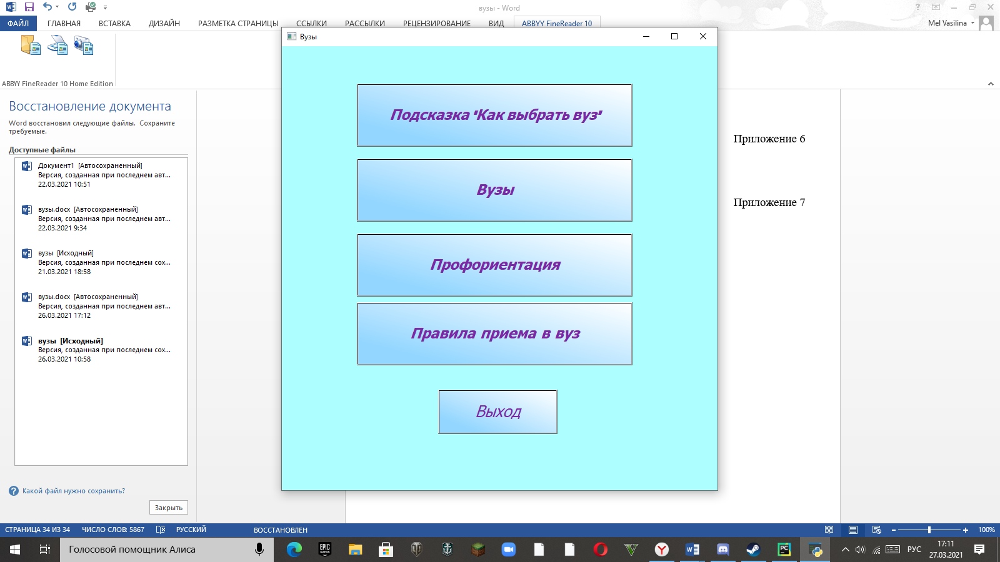 вузы - Word
ФАЙЛ ГЛАВНАЯ ВСТАВКА ДИЗАЙН РАЗМЕТКА СТРАНИЦЫ ССЫЛКИ РАССЫЛКИ РЕЦЕНЗИРОВАНИЕ ВИД ABBYY FineReader 10
Mel Vasilina
ABBYY FineReader 10 Home Edition
Восстановление документа
Word восстановил следующие файлы. Сохраните
требуемые.
Доступные файлы
Документ1 [Автосохраненный]
Версия, созданная при последнем авт...
22.03.2021 10:51
вузы.docx [Автосохраненный]
Версия, созданная при последнем авт...
22.03.2021 9:34
вузы [Исходный]
Версия, созданная при последнем сох...
21.03.2021 18:58
вузы.docx [Автосохраненный]
Версия, созданная при последнем авт...
26.03.2021 17:12
вузы [Исходный]
Версия, созданная при последнем сох...
26.03.2021 10:58
Какой файл нужно сохранить?
Закрыть
Вузы
Подсказка "Как выбрать вуз"
Вузы
Профориентация
Правила приема в вуз
Выход
Приложение 6
Приложение 7
СТРАНИЦА 34 ИЗ 34 ЧИСЛО СЛОВ: 5867 РУССКИЙ ВОССТАНОВЛЕН 100%
Голосовой помощник Алиса
EPIC
GAMES
PC
РУС
17:11
27.03.2021